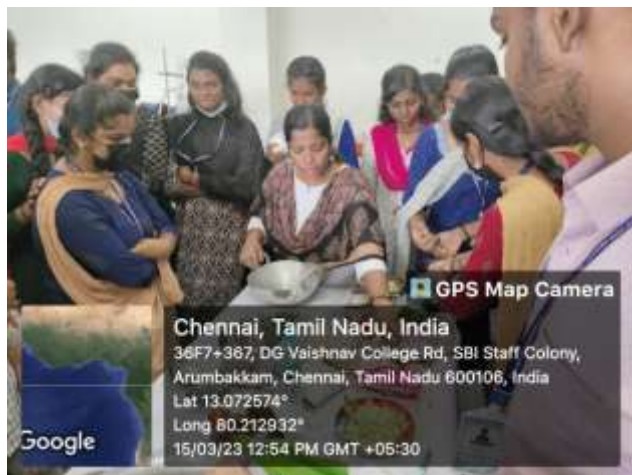 GPS Map Camera
Chennai, Tamil Nadu, India
36F7+367, DG Vaishnav College Rd, SBI Staff Colony,
Arumbakkam, Chennai, Tamil Nadu 600106, India
Lat 13.072574°
Long 80.212932°
15/03/23 12:54 PM GMT +05:30
Google